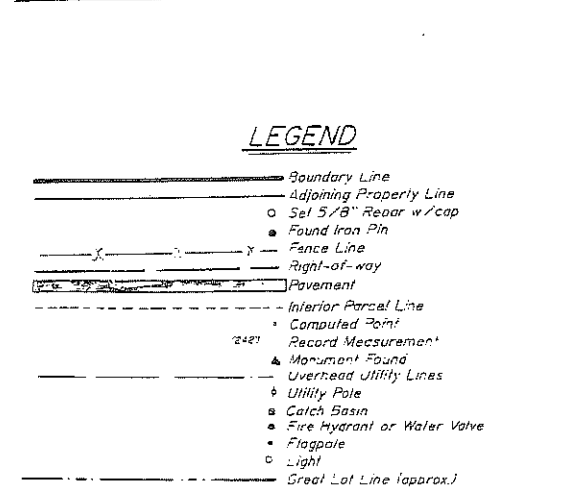 LEGEND
Boundary Line
Adjoining Property Line
Set 5/8" Rebar w/cap
Found Iron Pin
Fence Line
Right-of-way
Pavement
Interior Parcel Line
Computed Point
Record Measurement
Monument Found
Overhead Utility Lines
Utility Pole
Catch Basin
Fire Hydrant or Water Valve
Flagpole
Light
Great Lot Line (approx.)